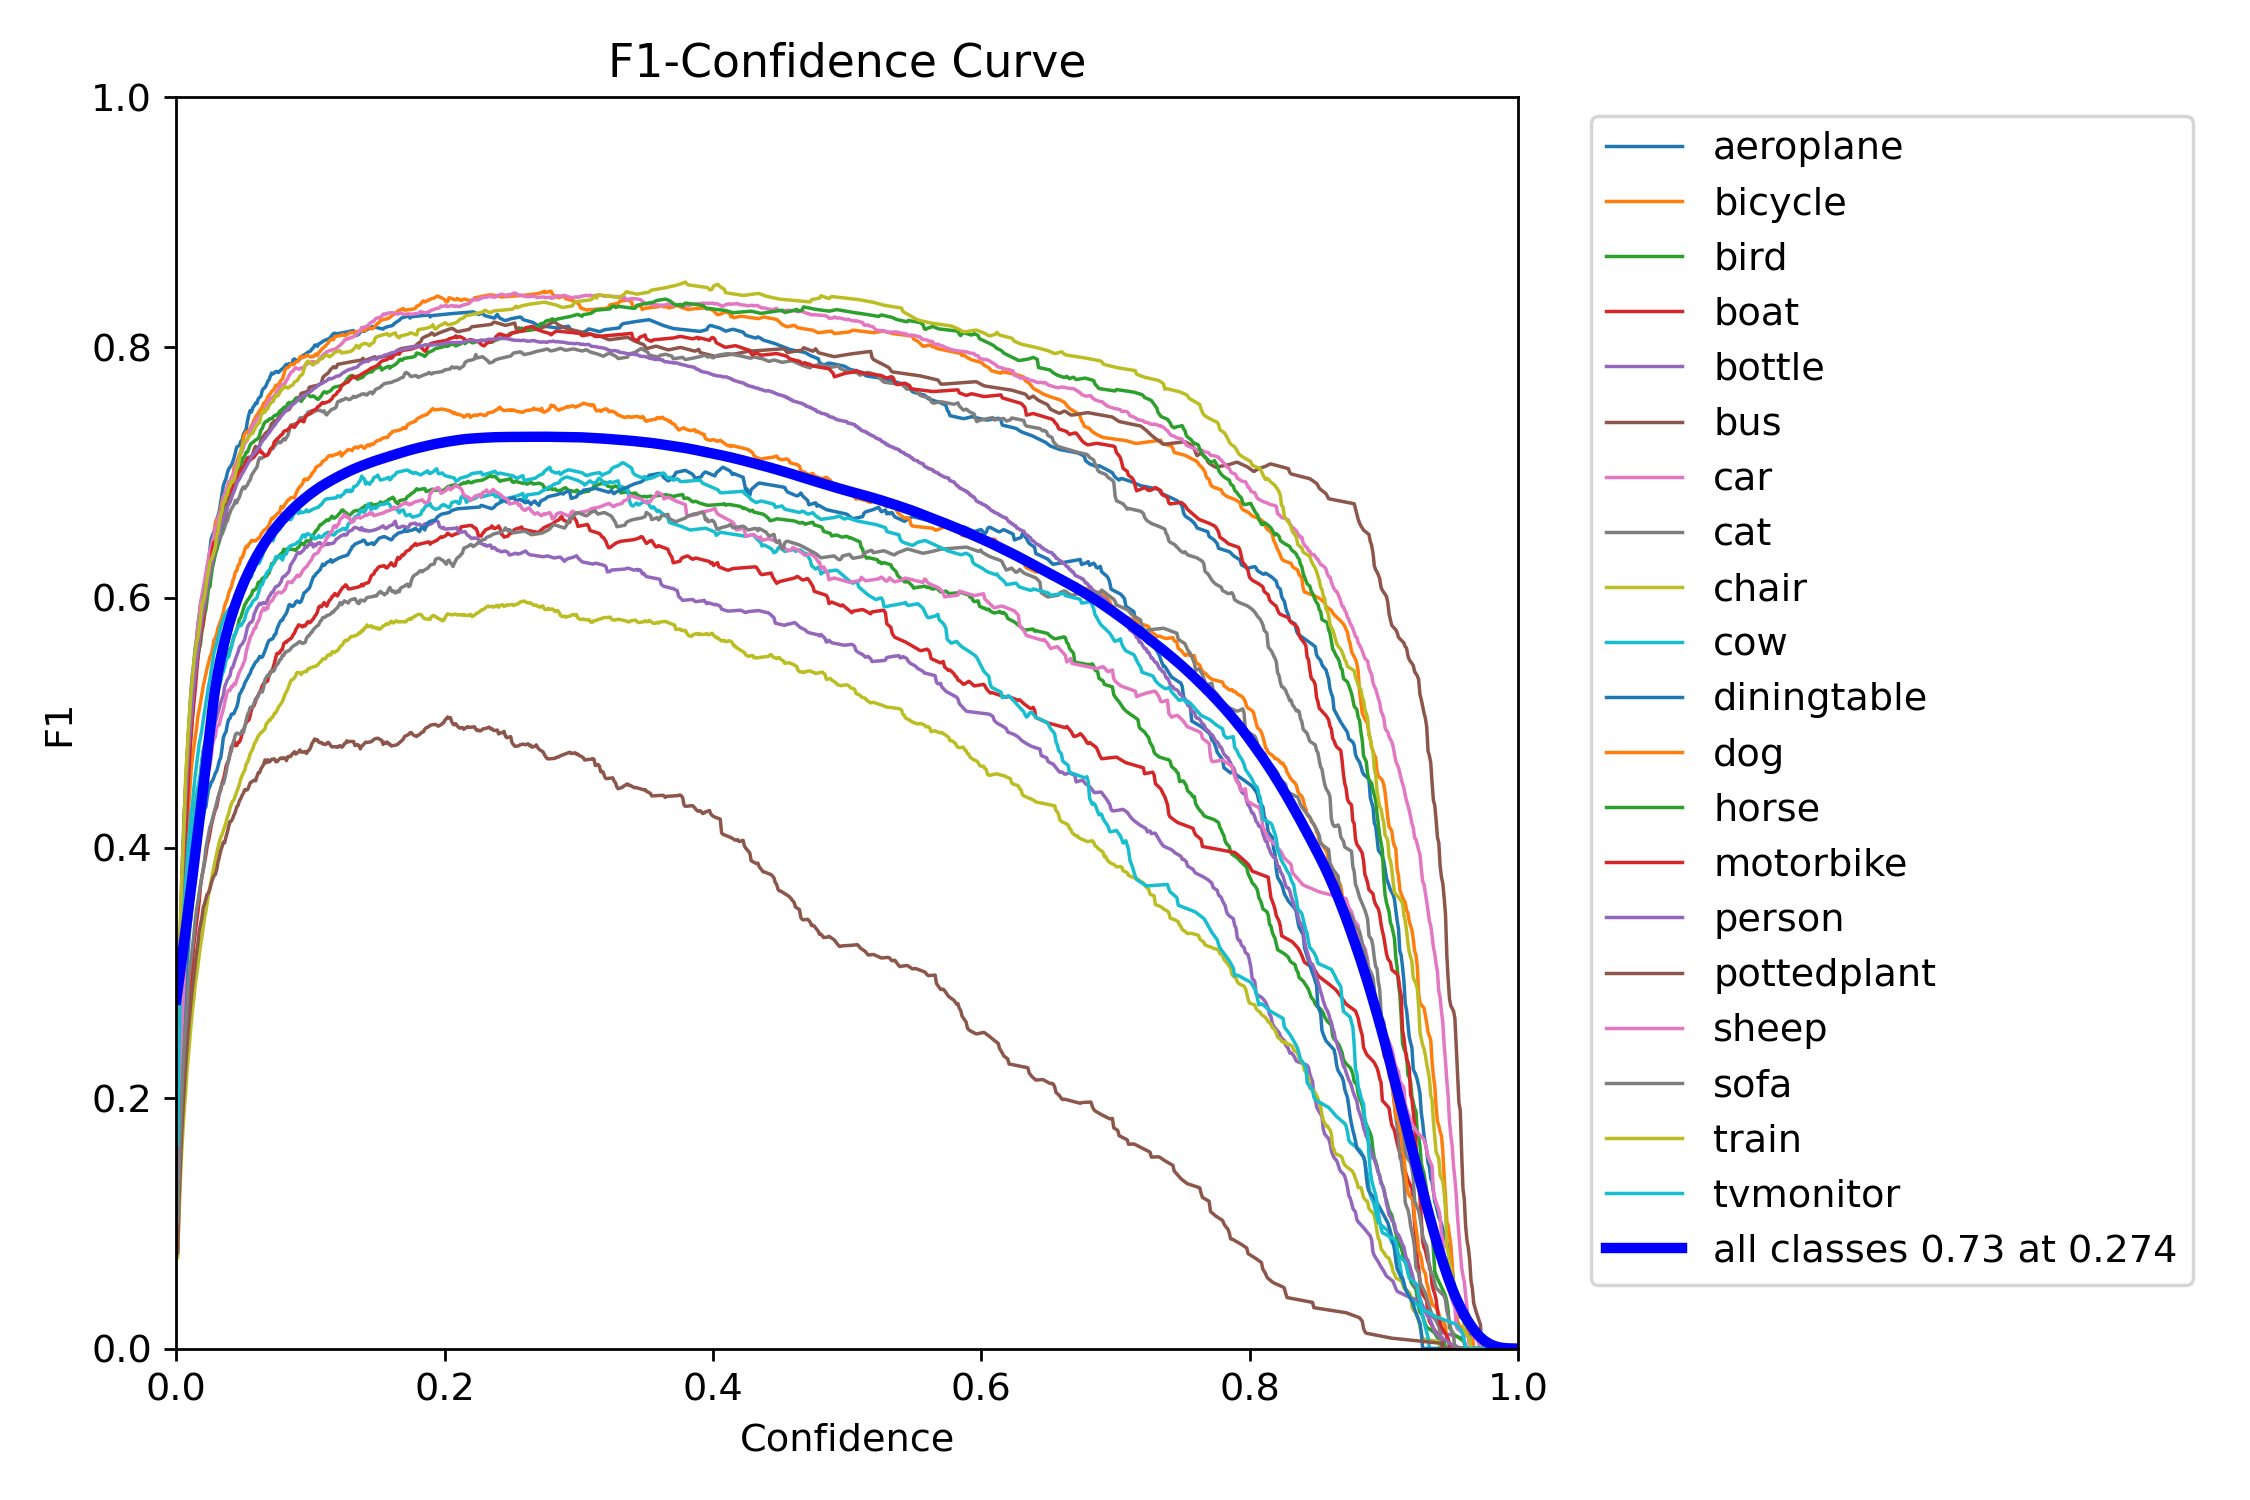 F1-Confidence Curve
1.0
0.8
0.6
0.4
0.2
0.0
F1
0.0 0.2 0.4 0.6 0.8 1.0
Confidence
aeroplane
bicycle
bird
boat
bottle
bus
car
cat
chair
cow
diningtable
dog
horse
motorbike
person
pottedplant
sheep
sofa
train
tvmonitor
all classes 0.73 at 0.274